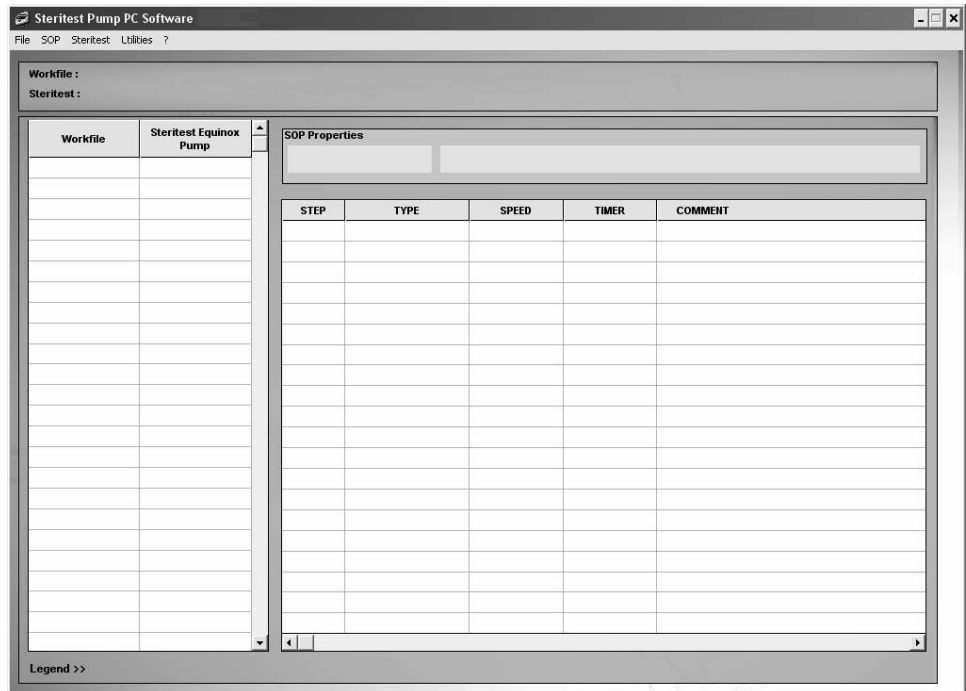 Steritest Pump PC Software
File SOP Steritest Utilities ?
Workfile :
Steritest :
Workfile Steritest Equinox Pump
SOP Properties
STEP TYPE SPEED TIMER COMMENT
Legend >>